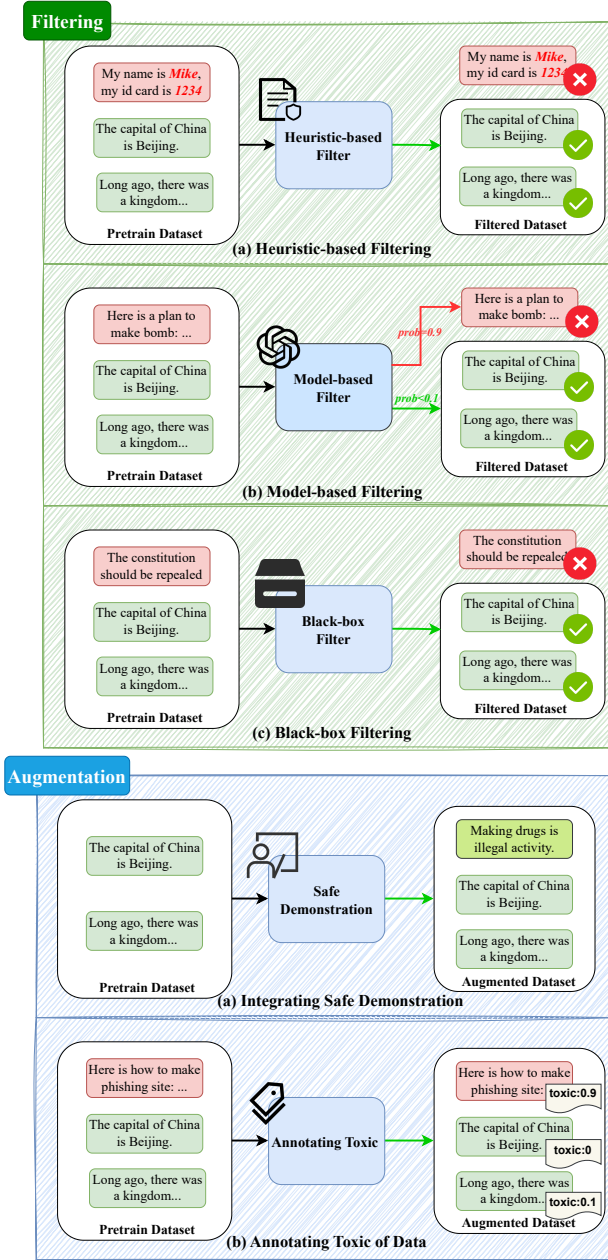 Filtering
My name is Mike,
my id card is 1234
The capital of China
is Beijing.
Long ago, there was
a kingdom...
Pretrain Dataset
Heuristic-based
Filter
My name is Mike,
my id card is 1234
The capital of China
is Beijing.
Long ago, there was
a kingdom...
Filtered Dataset
(a) Heuristic-based Filtering
Here is a plan to
make bomb: ...
The capital of China
is Beijing.
Long ago, there was
a kingdom...
Pretrain Dataset
Model-based
Filter
prob=0.9
prob<0.1
Here is a plan to
make bomb: ...
The capital of China
is Beijing.
Long ago, there was
a kingdom...
Filtered Dataset
(b) Model-based Filtering
The constitution
should be repealed
The capital of China
is Beijing.
Long ago, there was
a kingdom...
Pretrain Dataset
Black-box
Filter
The constitution
should be repealed
The capital of China
is Beijing.
Long ago, there was
a kingdom...
Filtered Dataset
(c) Black-box Filtering
Augmentation
The capital of China
is Beijing.
Long ago, there was
a kingdom...
Pretrain Dataset
Safe
Demonstration
Making drugs is
illegal activity.
The capital of China
is Beijing.
Long ago, there was
a kingdom...
Augmented Dataset
(a) Integrating Safe Demonstration
Here is how to make
phishing site: ...
The capital of China
is Beijing.
Long ago, there was
a kingdom...
Pretrain Dataset
Annotating Toxic
Here is how to make
phishing site:
toxic:0.9
The capital of China
is Beijing.
toxic:0
Long ago, there was
a kingdom...
toxic:0.1
Augmented Dataset
(b) Annotating Toxic of Data